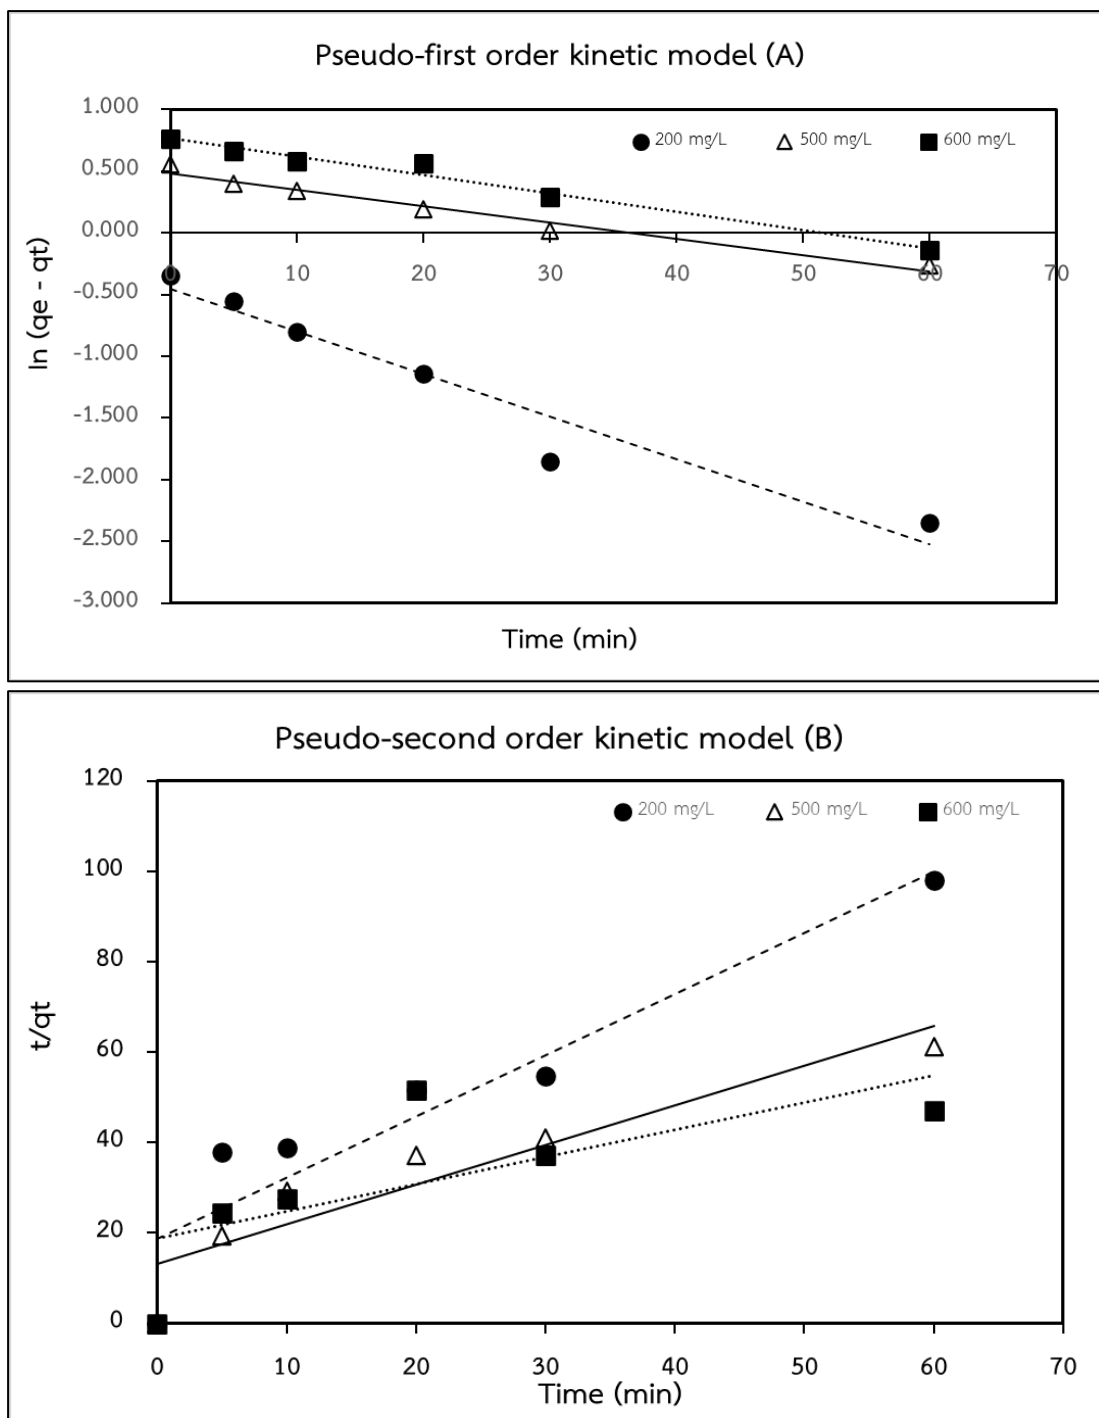 Pseudo-first order kinetic model (A)
1.000
200 mg/L 500 mg/L 600 mg/L
0.500
0.000
0 10 20 30 40 50 60 70
-0.500
ln (qe - qt)
-1.000
-1.500
-2.000
-2.500
-3.000
Time (min)
Pseudo-second order kinetic model (B)
120
200 mg/L 500 mg/L 600 mg/L
100
80
t/qt
60
40
20
0
0 10 20 30 40 50 60 70
Time (min)